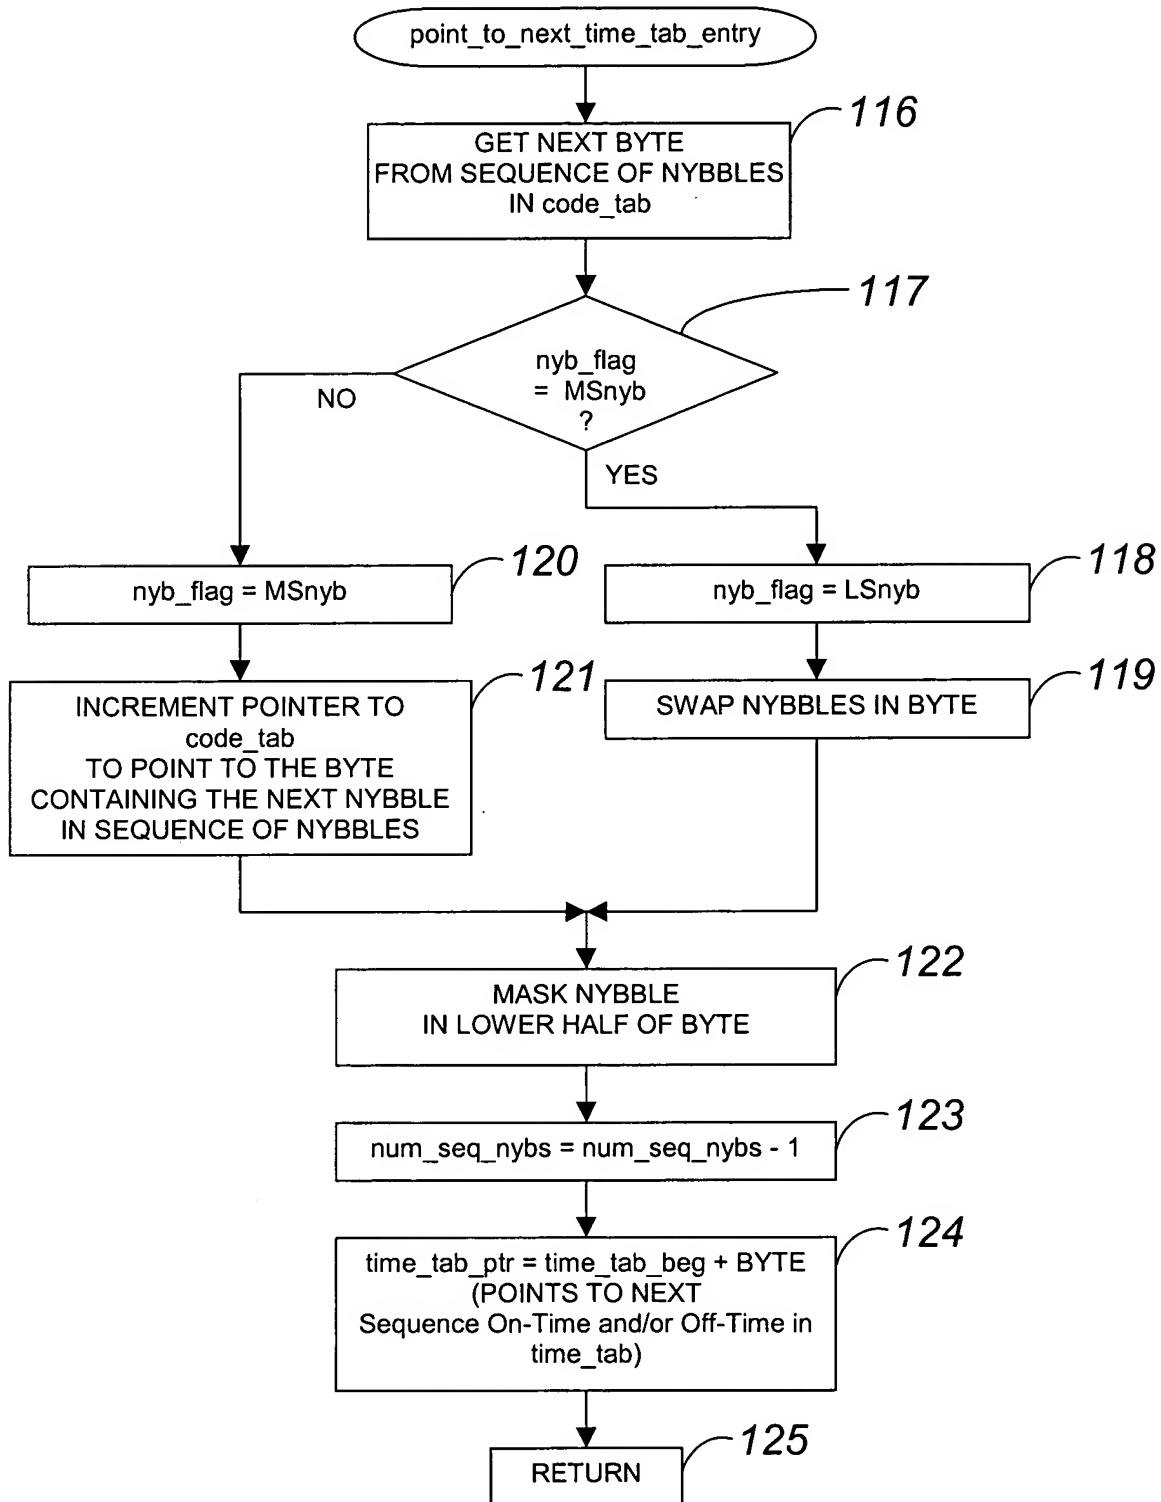 point_to_next_time_tab_entry
116
GET NEXT BYTE
FROM SEQUENCE OF NYBBLES
IN code_tab
117
nyb_flag
= MSnyb
?
NO
YES
120
nyb_flag = MSnyb
118
nyb_flag = LSnyb
121
INCREMENT POINTER TO
code_tab
TO POINT TO THE BYTE
CONTAINING THE NEXT NYBBLE
IN SEQUENCE OF NYBBLES
119
SWAP NYBBLES IN BYTE
122
MASK NYBBLE
IN LOWER HALF OF BYTE
123
num_seq_nybs = num_seq_nybs - 1
124
time_tab_ptr = time_tab_beg + BYTE
(POINTS TO NEXT
Sequence On-Time and/or Off-Time in
time_tab)
125
RETURN